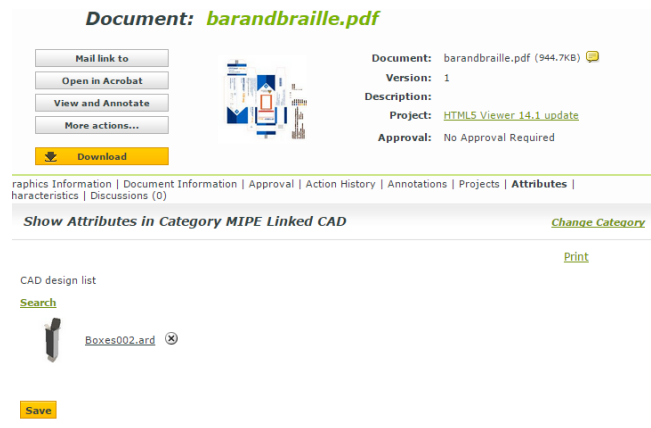 Document: barandbraille.pdf
Mail link to
Open in Acrobat
View and Annotate
More actions...
Download
Document: barandbraille.pdf (944.7KB)
Version: 1
Description:
Project: HTML5 Viewer 14.1 update
Approval: No Approval Required
raphics Information | Document Information | Approval | Action History | Annotations | Projects | Attributes |
haracteristics | Discussions (0)
Show Attributes in Category MIPE Linked CAD
Change Category
Print
CAD design list
Search
Boxes002.ard
Save